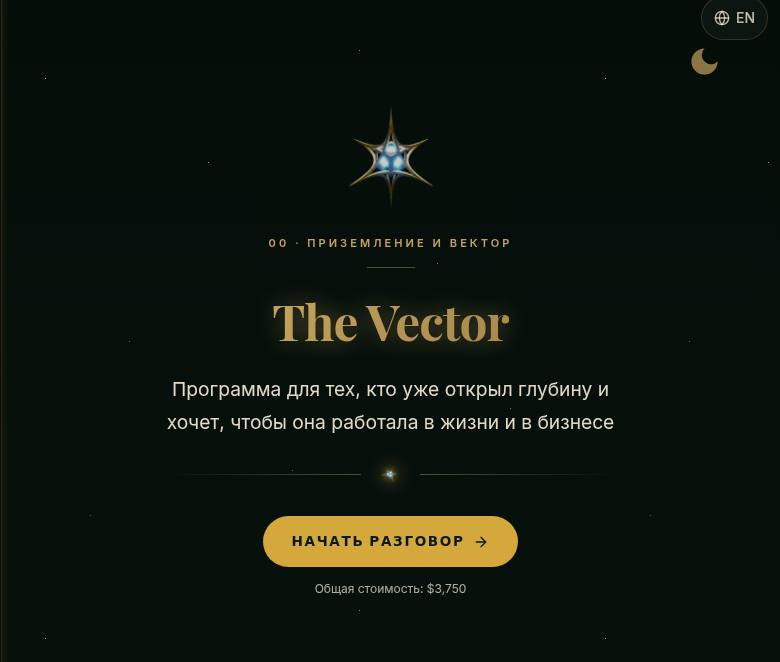 EN
00 · ПРИЗЕМЛЕНИЕ И ВЕКТОР
The Vector
Программа для тех, кто уже открыл глубину и
хочет, чтобы она работала в жизни и в бизнесе
НАЧАТЬ РАЗГОВОР →
Общая стоимость: $3,750